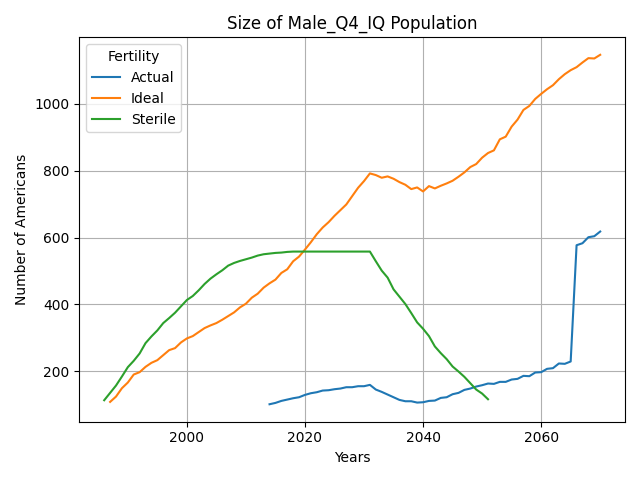 Size of Male_Q4_IQ Population
Fertility
Actual
Ideal
Sterile
Number of Americans
1000
800
600
400
200
2000
2020
2040
2060
Years